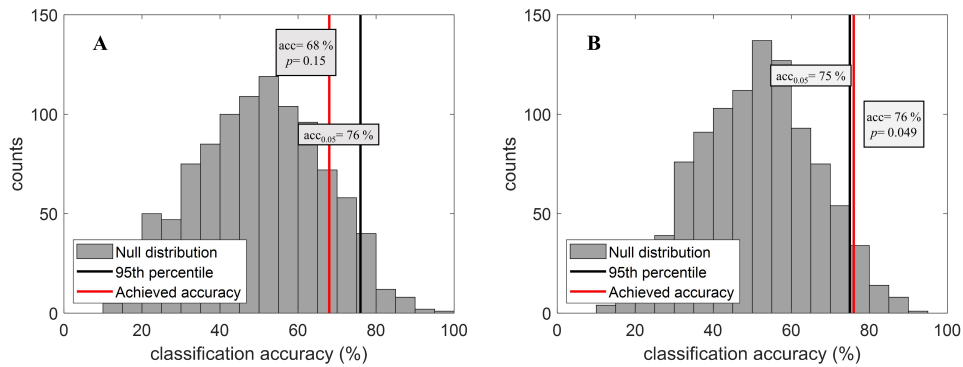 A
acc= 68 %
p= 0.15
acc0.05= 76 %
150
100
50
0
counts
Null distribution
95th percentile
Achieved accuracy
0
20
40
60
80
100
classification accuracy (%)
B
acc0.05= 75 %
acc= 76 %
p= 0.049
150
100
50
0
counts
Null distribution
95th percentile
Achieved accuracy
0
20
40
60
80
100
classification accuracy (%)